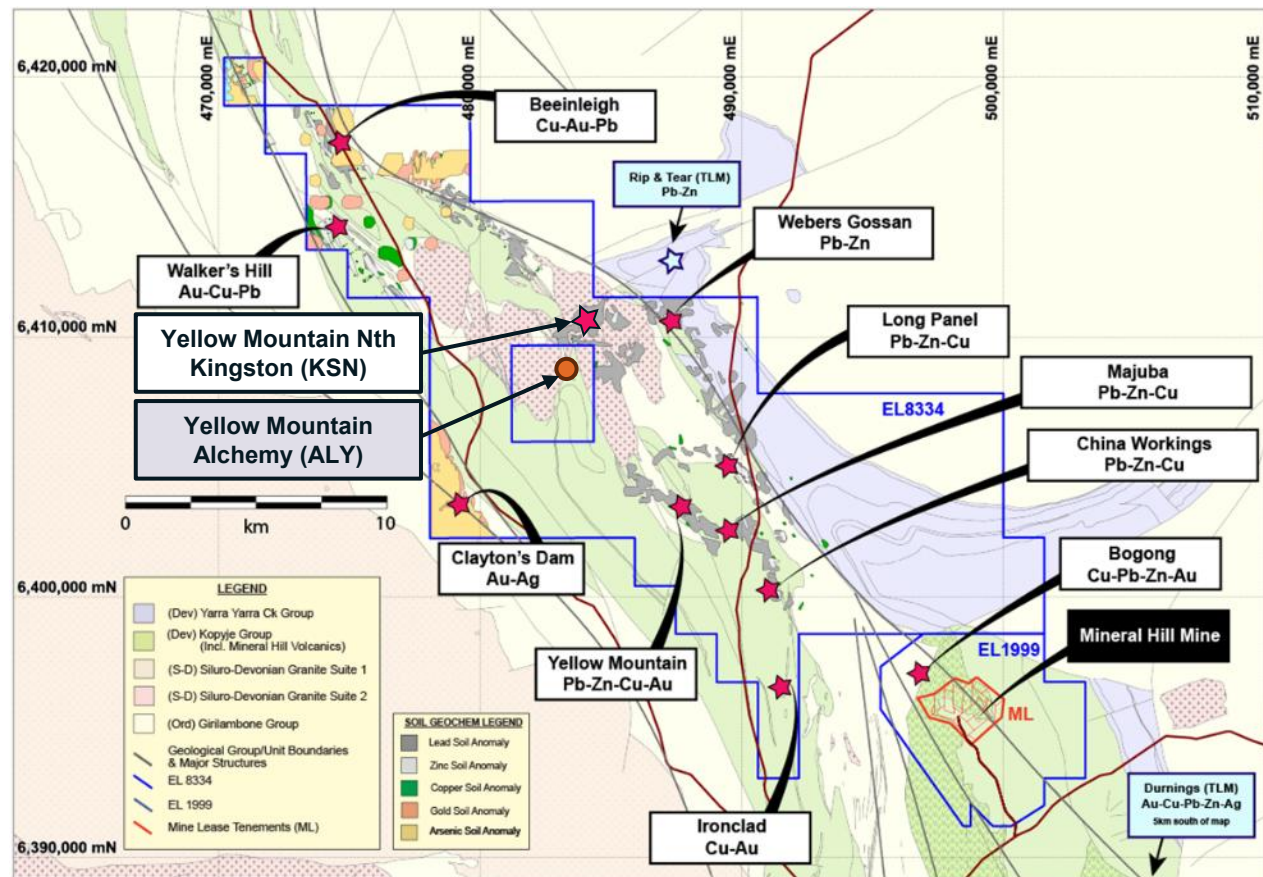 6,420,000 mN
470,000 mE
480,000 mE
490,000 mE
500,000 mE
510,000 mE
Beeinleigh
Cu-Au-Pb
Rip & Tear (TLM)
Pb-Zn
Webers Gossan
Pb-Zn
Walker's Hill
Au-Cu-Pb
6,410,000 mN
Long Panel
Pb-Zn-Cu
Yellow Mountain Nth
Kingston (KSN)
Majuba
Pb-Zn-Cu
EL8334
Yellow Mountain
Alchemy (ALY)
China Workings
Pb-Zn-Cu
0
10
km
Clayton's Dam
Au-Ag
Bogong
Cu-Pb-Zn-Au
6,400,000 mN
Mineral Hill Mine
EL1999
Yellow Mountain
Pb-Zn-Cu-Au
ML
LEGEND
(Dev) Yarra Yarra Ck Group
(Dev) Kopyje Group
(Incl. Mineral Hill Volcanics)
(S-D) Siluro-Devonian Granite Suite 1
(S-D) Siluro-Devonian Granite Suite 2
(Ord) Girilambone Group
Geological Group/Unit Boundaries
& Major Structures
EL 8334
EL 1999
Mine Lease Tenements (ML)
SOIL GEOCHEM LEGEND
Lead Soil Anomaly
Zinc Soil Anomaly
Copper Soil Anomaly
Gold Soil Anomaly
Arsenic Soil Anomaly
Ironclad
Cu-Au
Durnings (TLM)
Au-Cu-Pb-Zn-Ag
5km south of map
6,390,000 mN